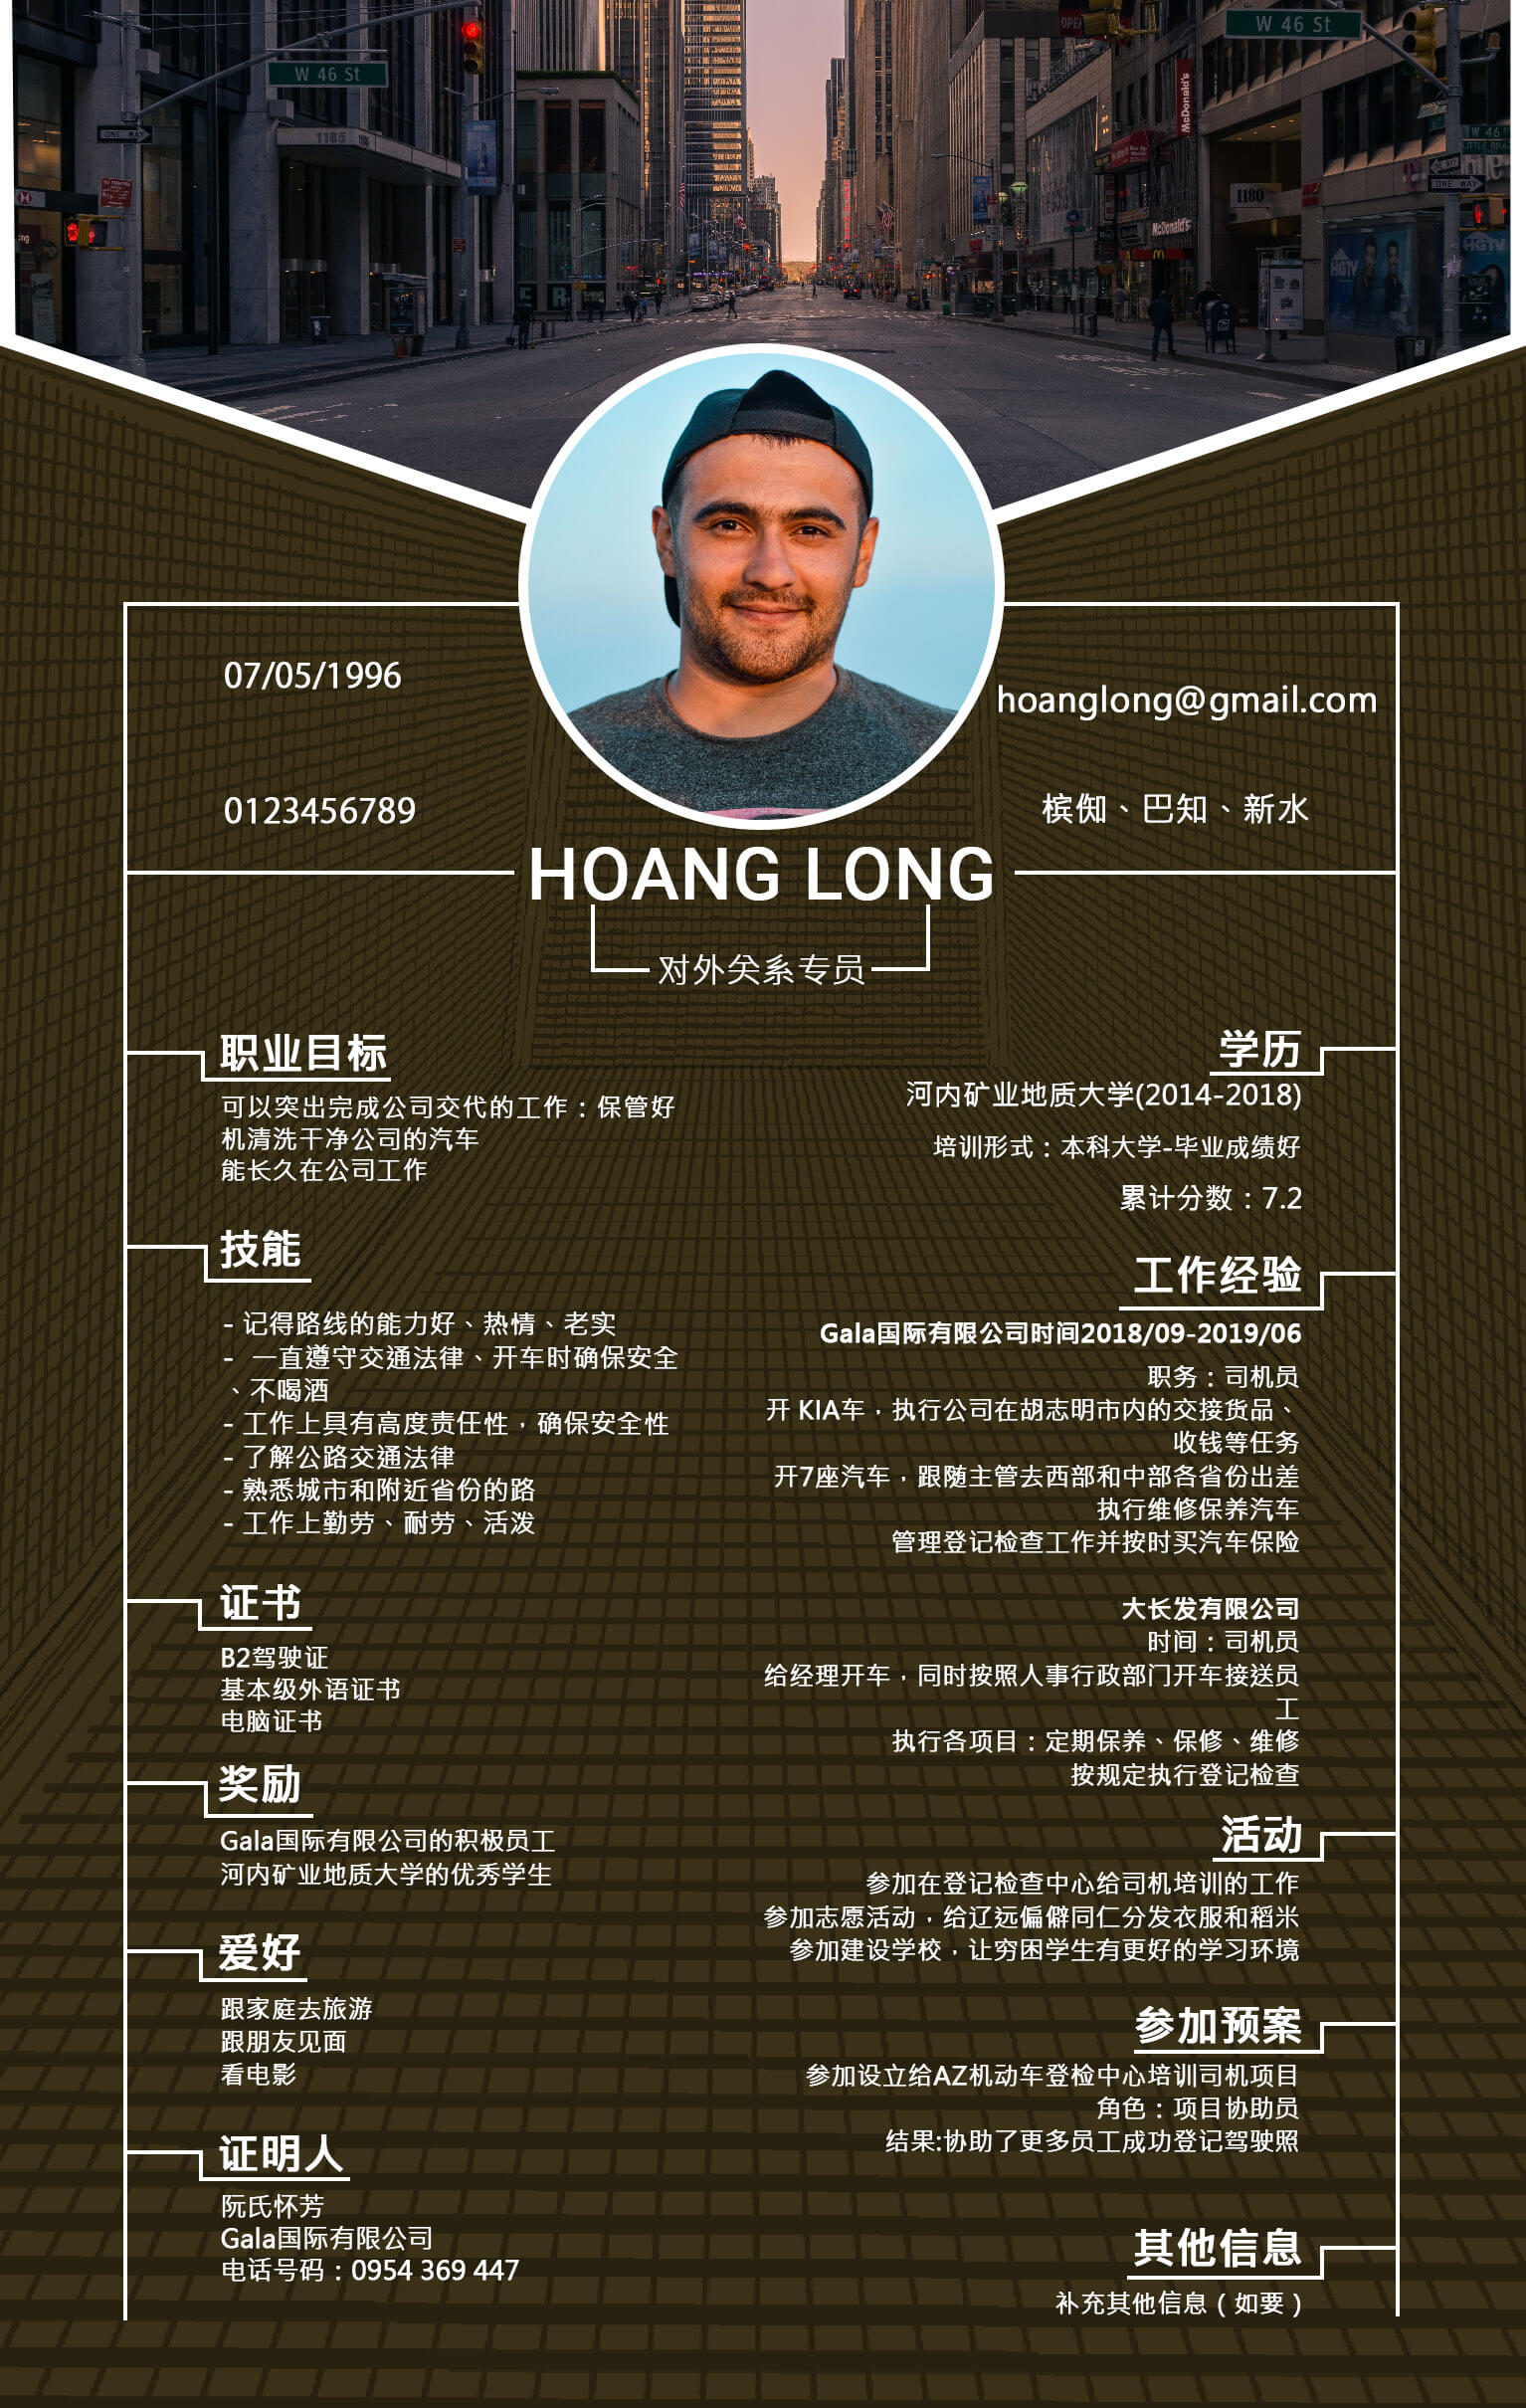 W 46 St
W 46 St
OPE
McDonald's
ONE WAY
1185
W 46
ONE WAY
1180
McDonald's
HGTV
HGTV
07/05/1996
hoanglong@gmail.com
0123456789
槟伮、巴知、新水
HOANG LONG
对外关系专员
职业目标
可以突出完成公司交代的工作：保管好
机清洗干净公司的汽车
能长久在公司工作
技能
- 记得路线的能力好、热情、老实
- 一直遵守交通法律、开车时确保安全
、不喝酒
- 工作上具有高度责任性，确保安全性
- 了解公路交通法律
- 熟悉城市和附近省份的路
- 工作上勤劳、耐劳、活泼
证书
B2驾驶证
基本级外语证书
电脑证书
奖励
Gala国际有限公司的积极员工
河内矿业地质大学的优秀学生
爱好
跟家庭去旅游
跟朋友见面
看电影
证明人
阮氏怀芳
Gala国际有限公司
电话号码：0954 369 447
学历
河内矿业地质大学(2014-2018)
培训形式：本科大学-毕业成绩好
累计分数：7.2
工作经验
Gala国际有限公司时间2018/09-2019/06
职务：司机员
开 KIA车，执行公司在胡志明市内的交接货品、
收钱等任务
开7座汽车，跟随主管去西部和中部各省份出差
执行维修保养汽车
管理登记检查工作并按时买汽车保险
大长发有限公司
时间：司机员
给经理开车，同时按照人事行政部门开车接送员
工
执行各项目：定期保养、保修、维修
按规定执行登记检查
活动
参加在登记检查中心给司机培训的工作
参加志愿活动，给辽远偏僻同仁分发衣服和稻米
参加建设学校，让穷困学生有更好的学习环境
参加预案
参加设立给AZ机动车登检中心培训司机项目
角色：项目协助员
结果:协助了更多员工成功登记驾驶照
其他信息
补充其他信息（如要）